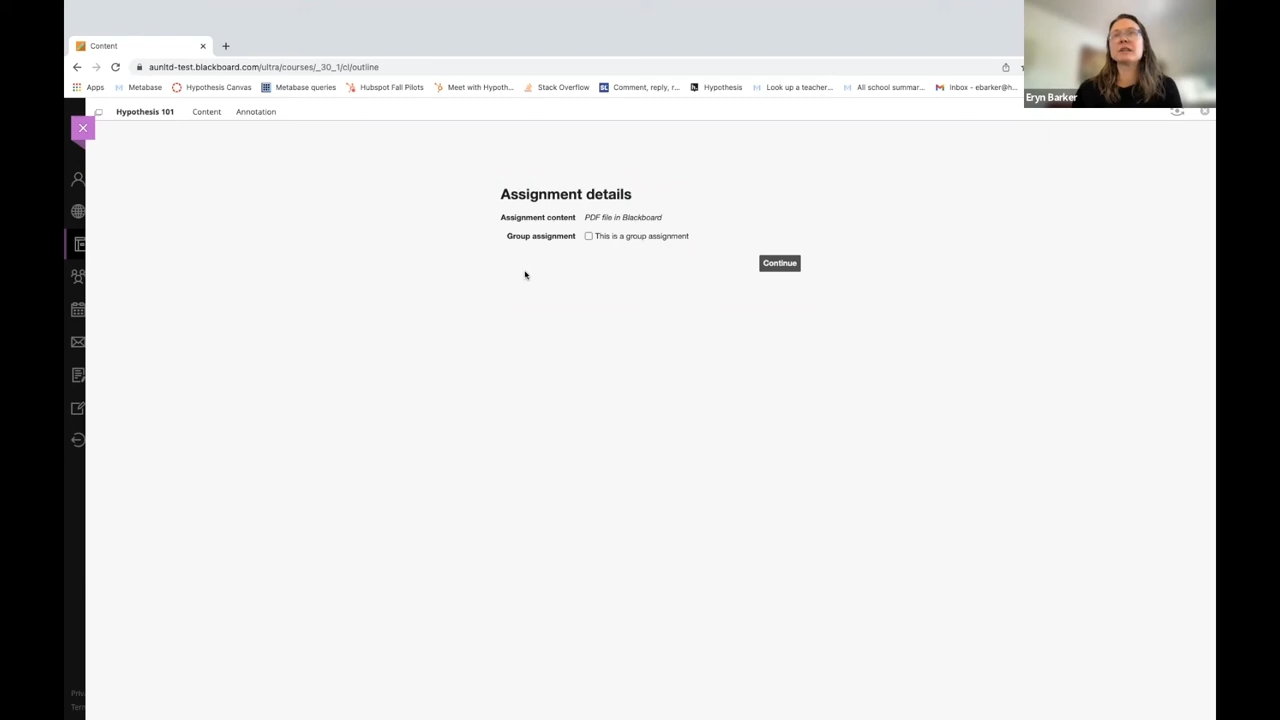 Content
aunltd-test.blackboard.com/ultra/courses/_30_1/cl/outline
Apps Metabase Hypothesis Canvas Metabase queries Hubspot Fall Pilots Meet with Hypoth... Stack Overflow Comment, reply, r... Hypothesis Look up a teacher... All school summar... Inbox - ebarker@h...
Eryn Barker
Hypothesis 101 Content Annotation
Assignment details
Assignment content PDF file in Blackboard
Group assignment This is a group assignment
Continue
Priv
Term